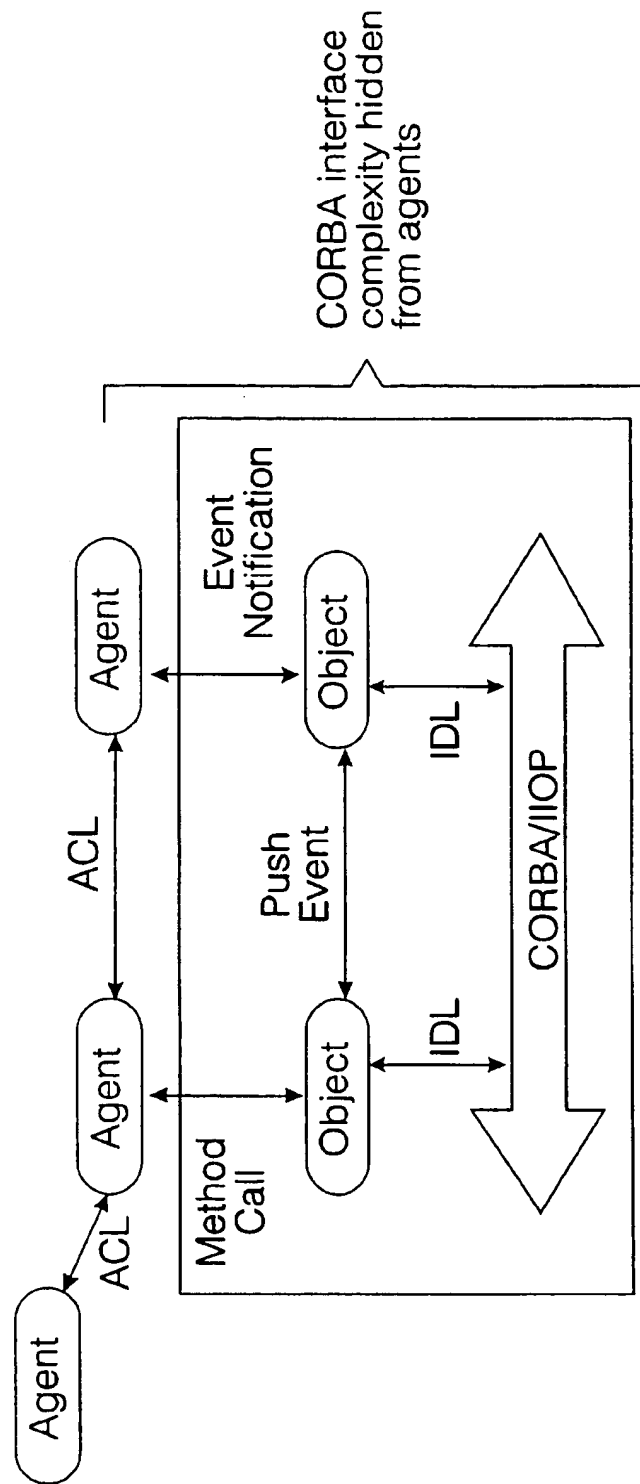 Agent
ACL
Agent
ACL
Agent
Method
Call
Event
Notification
Object
Push
Event
Object
IDL
IDL
CORBA/IIOP
CORBA interface
complexity hidden
from agents